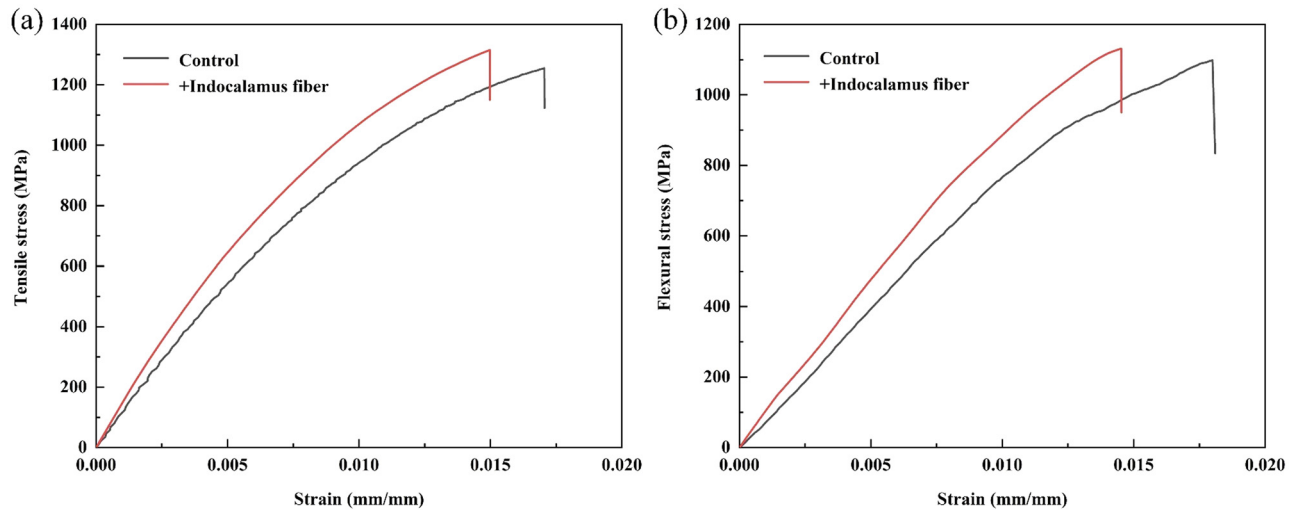 (a)
1400
1200
1000
800
600
400
200
0
Tensile stress (MPa)
Control
+Indocalamus fiber
0.000 0.005 0.010 0.015 0.020
Strain (mm/mm)
(b)
1200
1000
800
600
400
200
0
Flexural stress (MPa)
Control
+Indocalamus fiber
0.000 0.005 0.010 0.015 0.020
Strain (mm/mm)